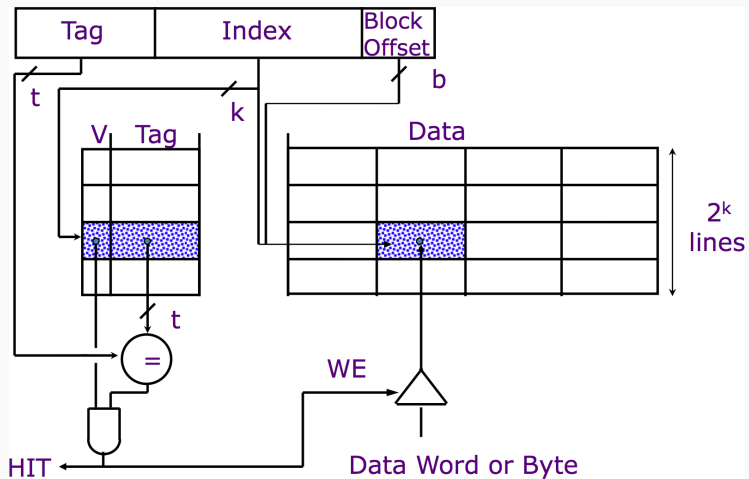 Tag
Index
Block
Offset
t
k
b
V
Tag
Data
2ᵏ
lines
t
=
WE
HIT
Data Word or Byte